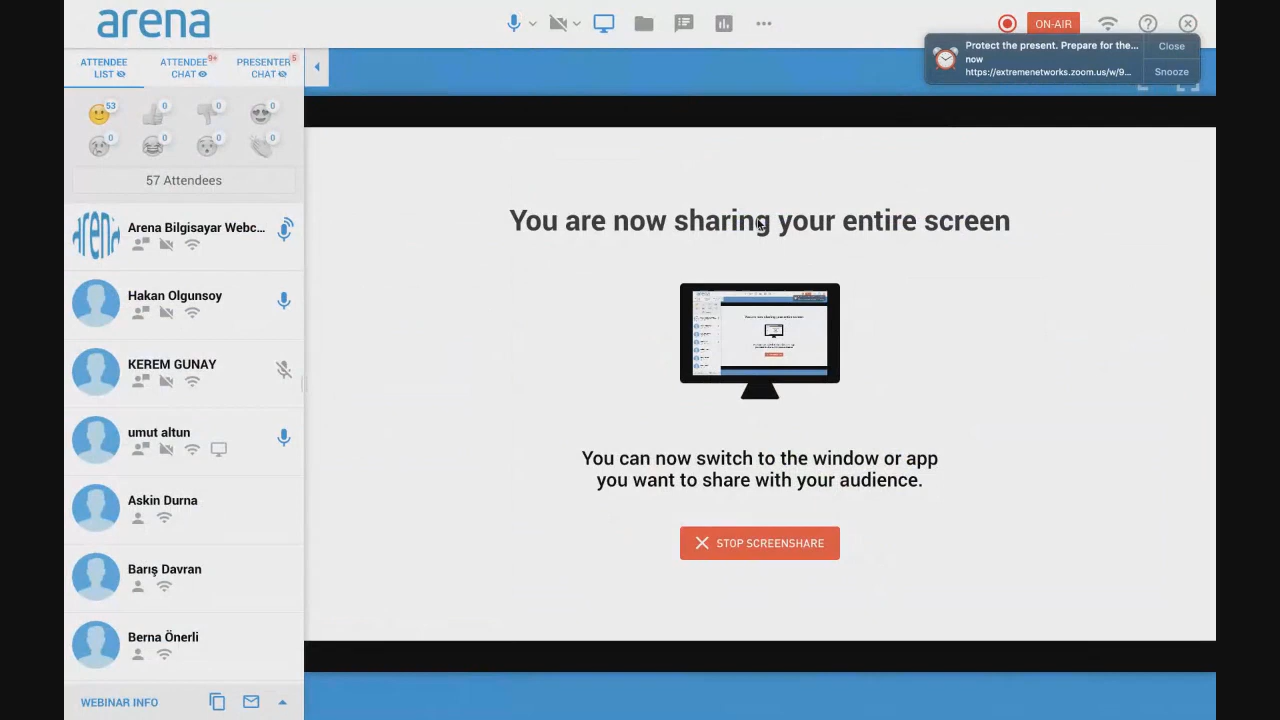 arena
ON-AIR
Protect the present. Prepare for the...
now
https://extremenetworks.zoom.us/w/9...
Close
Snooze
ATTENDEE
LIST
ATTENDEE
CHAT
9+
PRESENTER
CHAT
5
53
0
0
0
0
0
0
0
57 Attendees
Arena Bilgisayar Webc...
Hakan Olgunsoy
KEREM GUNAY
umut altun
Askin Durna
Barış Davran
Berna Önerli
WEBINAR INFO
You are now sharing your entire screen
You can now switch to the window or app
you want to share with your audience.
STOP SCREENSHARE